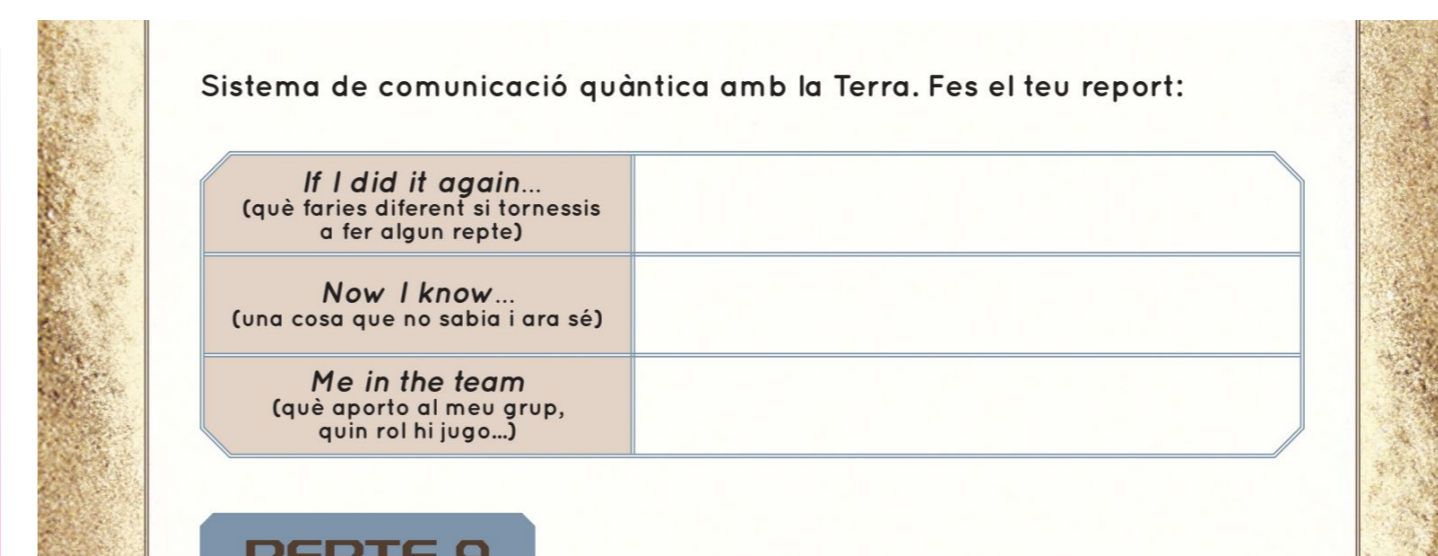 Sistema de comunicació quàntica amb la Terra. Fes el teu report:
If I did it again...
(què faries diferent si tornessis
a fer algun repte)
Now I know...
(una cosa que no sabia i ara sé)
Me in the team
(què aporto al meu grup,
quin rol hi jugo...)